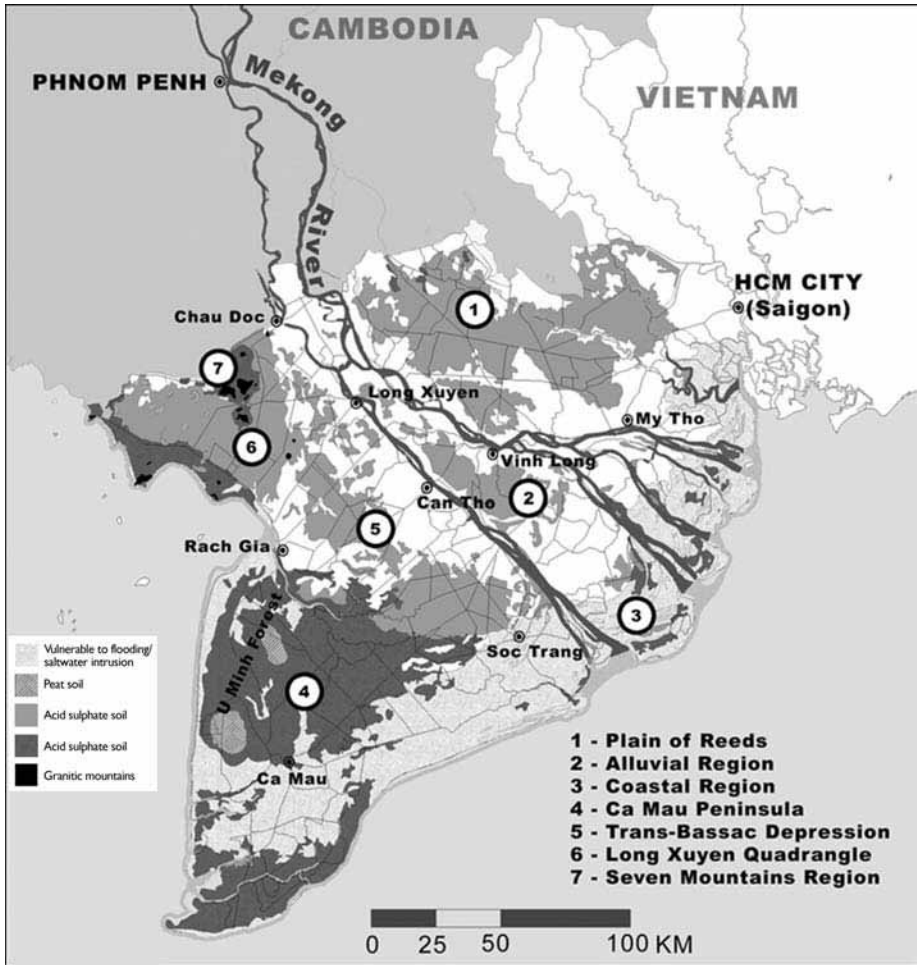 CAMBODIA
PHNOM PENH
Mekong
River
VIETNAM
HCM CITY
(Saigon)
1
Chau Doc
7
Long Xuyen
My Tho
6
Vinh Long
Can Tho
2
5
Rach Gia
U Minh Forest
3
Soc Trang
4
Ca Mau
Vulnerable to flooding/
saltwater intrusion
Peat soil
Acid sulphate soil
Acid sulphate soil
Granitic mountains
1 - Plain of Reeds
2 - Alluvial Region
3 - Coastal Region
4 - Ca Mau Peninsula
5 - Trans-Bassac Depression
6 - Long Xuyen Quadrangle
7 - Seven Mountains Region
0 25 50 100 KM